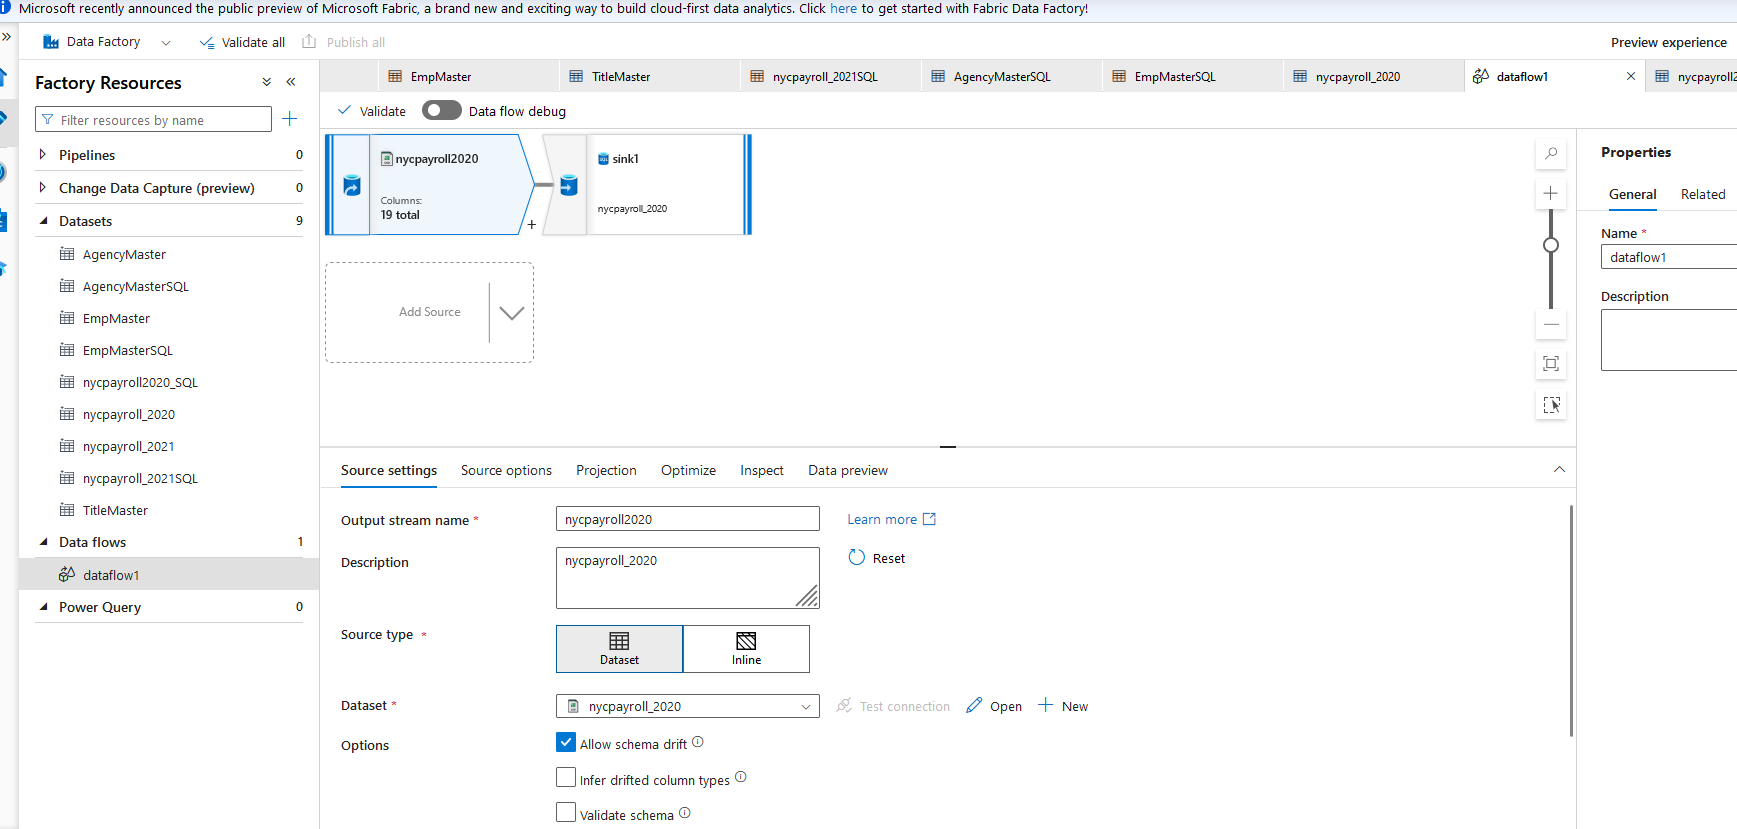 Microsoft recently announced the public preview of Microsoft Fabric, a brand new and exciting way to build cloud-first data analytics. Click here to get started with Fabric Data Factory!
Data Factory
Validate all
Publish all
Preview experience
Factory Resources
Filter resources by name
Pipelines 0
Change Data Capture (preview) 0
Datasets 9
AgencyMaster
AgencyMasterSQL
EmpMaster
EmpMasterSQL
nycpayroll2020_SQL
nycpayroll_2020
nycpayroll_2021
nycpayroll_2021SQL
TitleMaster
Data flows 1
dataflow1
Power Query 0
EmpMaster
TitleMaster
nycpayroll_2021SQL
AgencyMasterSQL
EmpMasterSQL
nycpayroll_2020
dataflow1
nycpayroll2
Validate
Data flow debug
nycpayroll2020
Columns:
19 total
+
sink1
nycpayroll_2020
Add Source
Properties
General
Related
Name *
dataflow1
Description
Source settings
Source options
Projection
Optimize
Inspect
Data preview
Output stream name *
nycpayroll2020
Learn more
Description
nycpayroll_2020
Reset
Source type *
Dataset
Inline
Dataset *
nycpayroll_2020
Test connection
Open
New
Options
Allow schema drift
Infer drifted column types
Validate schema